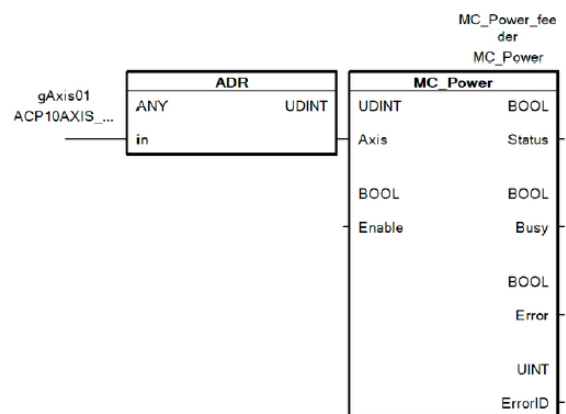 MC_Power_fee
der
MC_Power
gAxis01
ACP10AXIS_...
ADR
ANY UDINT
in
MC_Power
UDINT BOOL
Axis Status
BOOL BOOL
Enable Busy
BOOL
Error
UINT
ErrorID